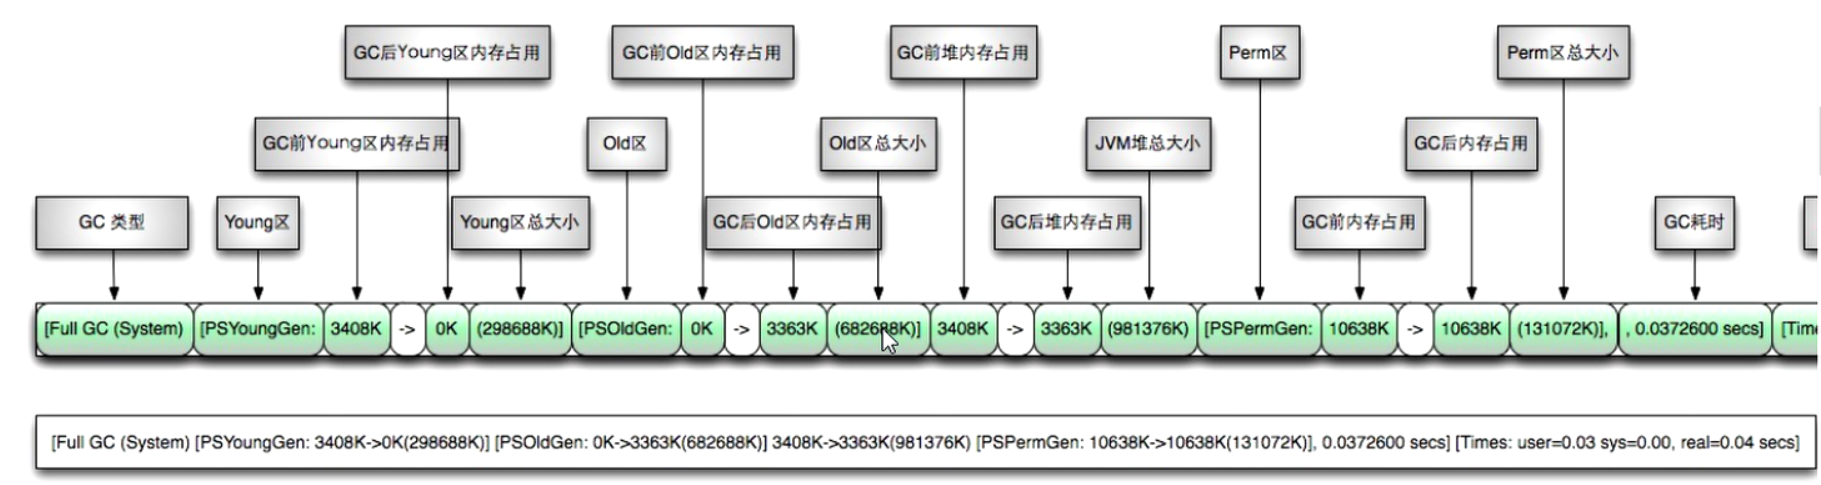 GC后Young区内存占用 GC前Old区内存占用 GC前堆内存占用 Perm区 Perm区总大小
GC前Young区内存占用 Old区 Old区总大小 JVM堆总大小 GC后内存占用
GC 类型 Young区 Young区总大小 GC后Old区内存占用 GC后堆内存占用 GC前内存占用 GC耗时
[Full GC (System) [PSYoungGen: 3408K -> 0K (298688K)] [PSOldGen: 0K -> 3363K (682688K)] 3408K -> 3363K (981376K) [PSPermGen: 10638K -> 10638K (131072K)], , 0.0372600 secs] [Time
[Full GC (System) [PSYoungGen: 3408K->0K(298688K)] [PSOldGen: 0K->3363K(682688K)] 3408K->3363K(981376K) [PSPermGen: 10638K->10638K(131072K)], 0.0372600 secs] [Times: user=0.03 sys=0.00, real=0.04 secs]